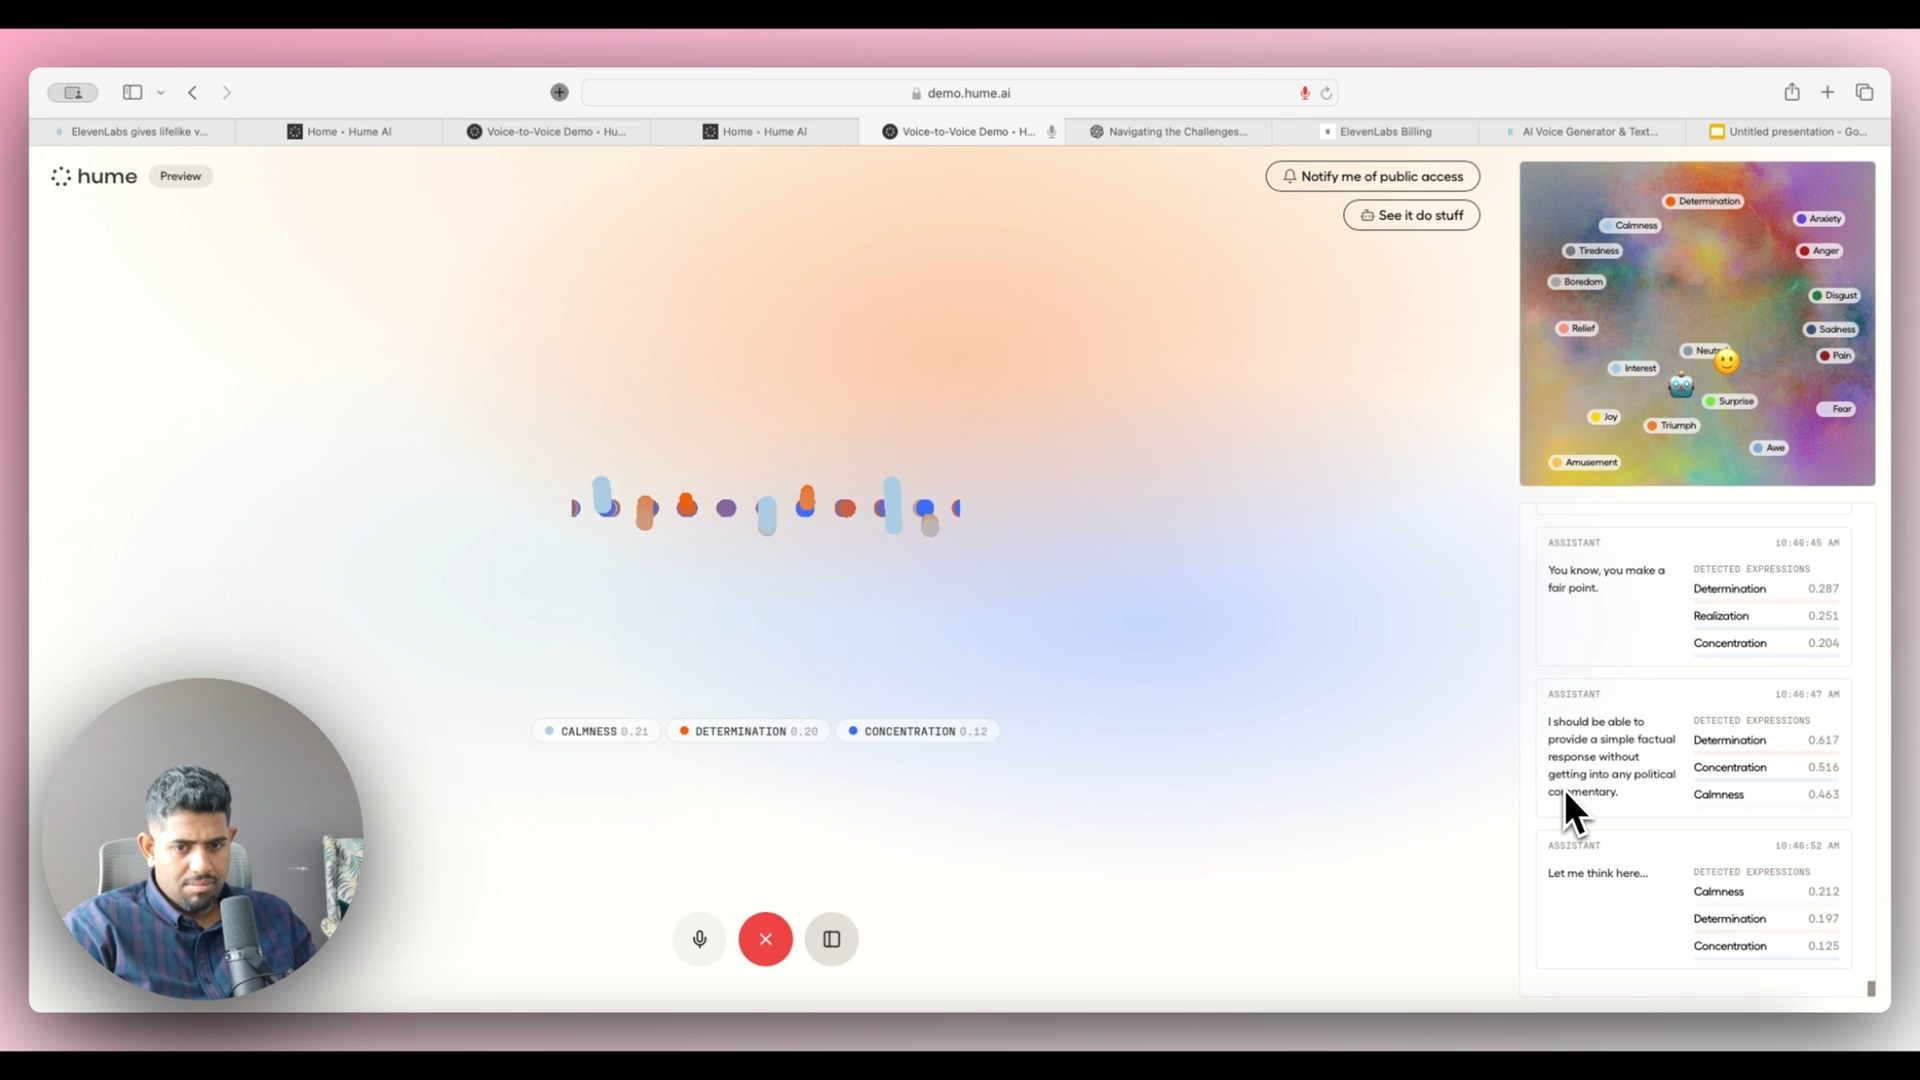 demo.hume.ai
ElevenLabs gives lifelike v...
Home • Hume AI
Voice-to-Voice Demo • Hu...
Home • Hume AI
Voice-to-Voice Demo • H...
Navigating the Challenges...
ElevenLabs Billing
AI Voice Generator & Text...
Untitled presentation - Go...
hume
Preview
Notify me of public access
See it do stuff
Determination
Calmness
Anxiety
Tiredness
Anger
Boredom
Disgust
Relief
Sadness
Pain
Interest
Surprise
Fear
Joy
Triumph
Awe
Amusement
ASSISTANT 10:46:45 AM
You know, you make a
fair point.
DETECTED EXPRESSIONS
Determination 0.287
Realization 0.251
Concentration 0.204
ASSISTANT 10:46:47 AM
I should be able to
provide a simple factual
response without
getting into any political
commentary.
DETECTED EXPRESSIONS
Determination 0.617
Concentration 0.516
Calmness 0.463
ASSISTANT 10:46:52 AM
Let me think here...
DETECTED EXPRESSIONS
Calmness 0.212
Determination 0.197
Concentration 0.125
CALMNESS 0.21
DETERMINATION 0.20
CONCENTRATION 0.12